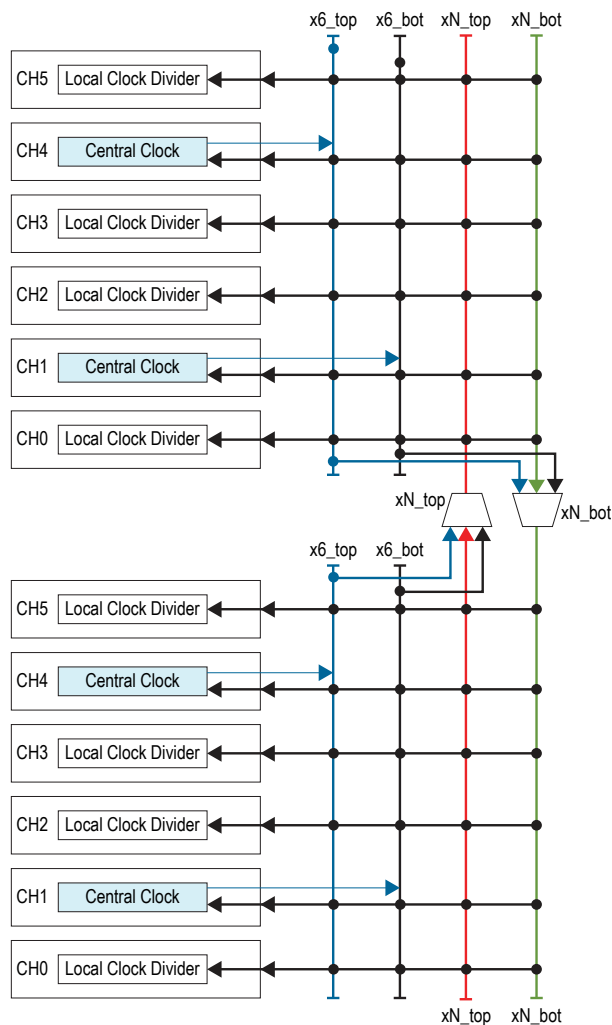 x6_top x6_bot xN_top xN_bot
CH5 Local Clock Divider
CH4 Central Clock
CH3 Local Clock Divider
CH2 Local Clock Divider
CH1 Central Clock
CH0 Local Clock Divider
xN_top xN_bot
x6_top x6_bot
CH5 Local Clock Divider
CH4 Central Clock
CH3 Local Clock Divider
CH2 Local Clock Divider
CH1 Central Clock
CH0 Local Clock Divider
xN_top xN_bot